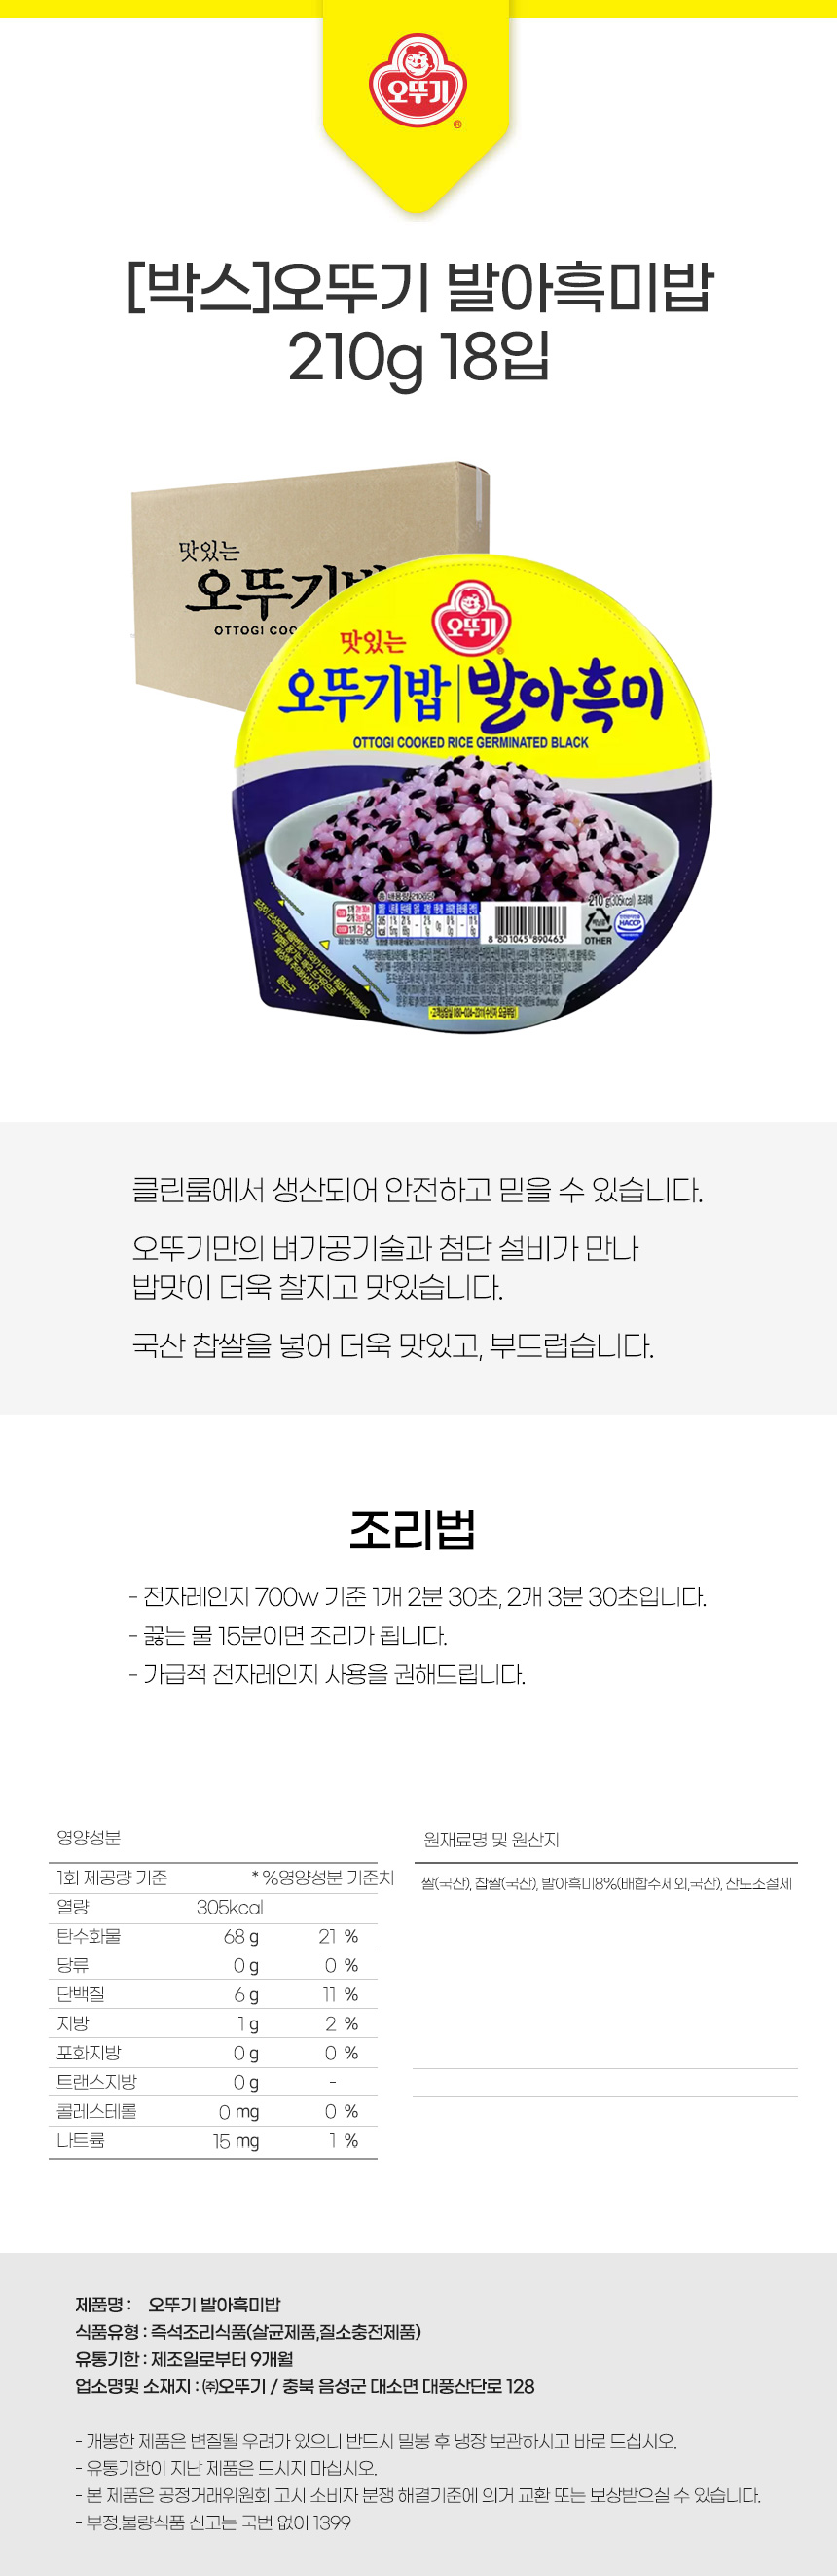 오뚜기
[박스]오뚜기 발아흑미밥
210g 18입
맛있는
오뚜기밥
OTTOGI COO
오뚜기
맛있는
오뚜기밥 | 발아흑미
OTTOGI COOKED RICE GERMINATED BLACK
210 g(305kcal) 조리예
8 801045 890463
OTHER
HACCP
클린룸에서 생산되어 안전하고 믿을 수 있습니다.
오뚜기만의 벼가공기술과 첨단 설비가 만나
밥맛이 더욱 찰지고 맛있습니다.
국산 찹쌀을 넣어 더욱 맛있고, 부드럽습니다.
조리법
- 전자레인지 700w 기준 1개 2분 30초, 2개 3분 30초입니다.
- 끓는 물 15분이면 조리가 됩니다.
- 가급적 전자레인지 사용을 권해드립니다.
영양성분
1회 제공량 기준 * %영양성분 기준치
열량 305kcal
탄수화물 68 g 21 %
당류 0 g 0 %
단백질 6 g 11 %
지방 1 g 2 %
포화지방 0 g 0 %
트랜스지방 0 g -
콜레스테롤 0 mg 0 %
나트륨 15 mg 1 %
원재료명 및 원산지
쌀(국산), 찹쌀(국산), 발아흑미8%(배합수제외,국산), 산도조절제
제품명 : 오뚜기 발아흑미밥
식품유형 : 즉석조리식품(살균제품,질소충전제품)
유통기한 : 제조일로부터 9개월
업소명및 소재지 : ㈜오뚜기 / 충북 음성군 대소면 대풍산단로 128
- 개봉한 제품은 변질될 우려가 있으니 반드시 밀봉 후 냉장 보관하시고 바로 드십시오.
- 유통기한이 지난 제품은 드시지 마십시오.
- 본 제품은 공정거래위원회 고시 소비자 분쟁 해결기준에 의거 교환 또는 보상받으실 수 있습니다.
- 부정.불량식품 신고는 국번 없이 1399